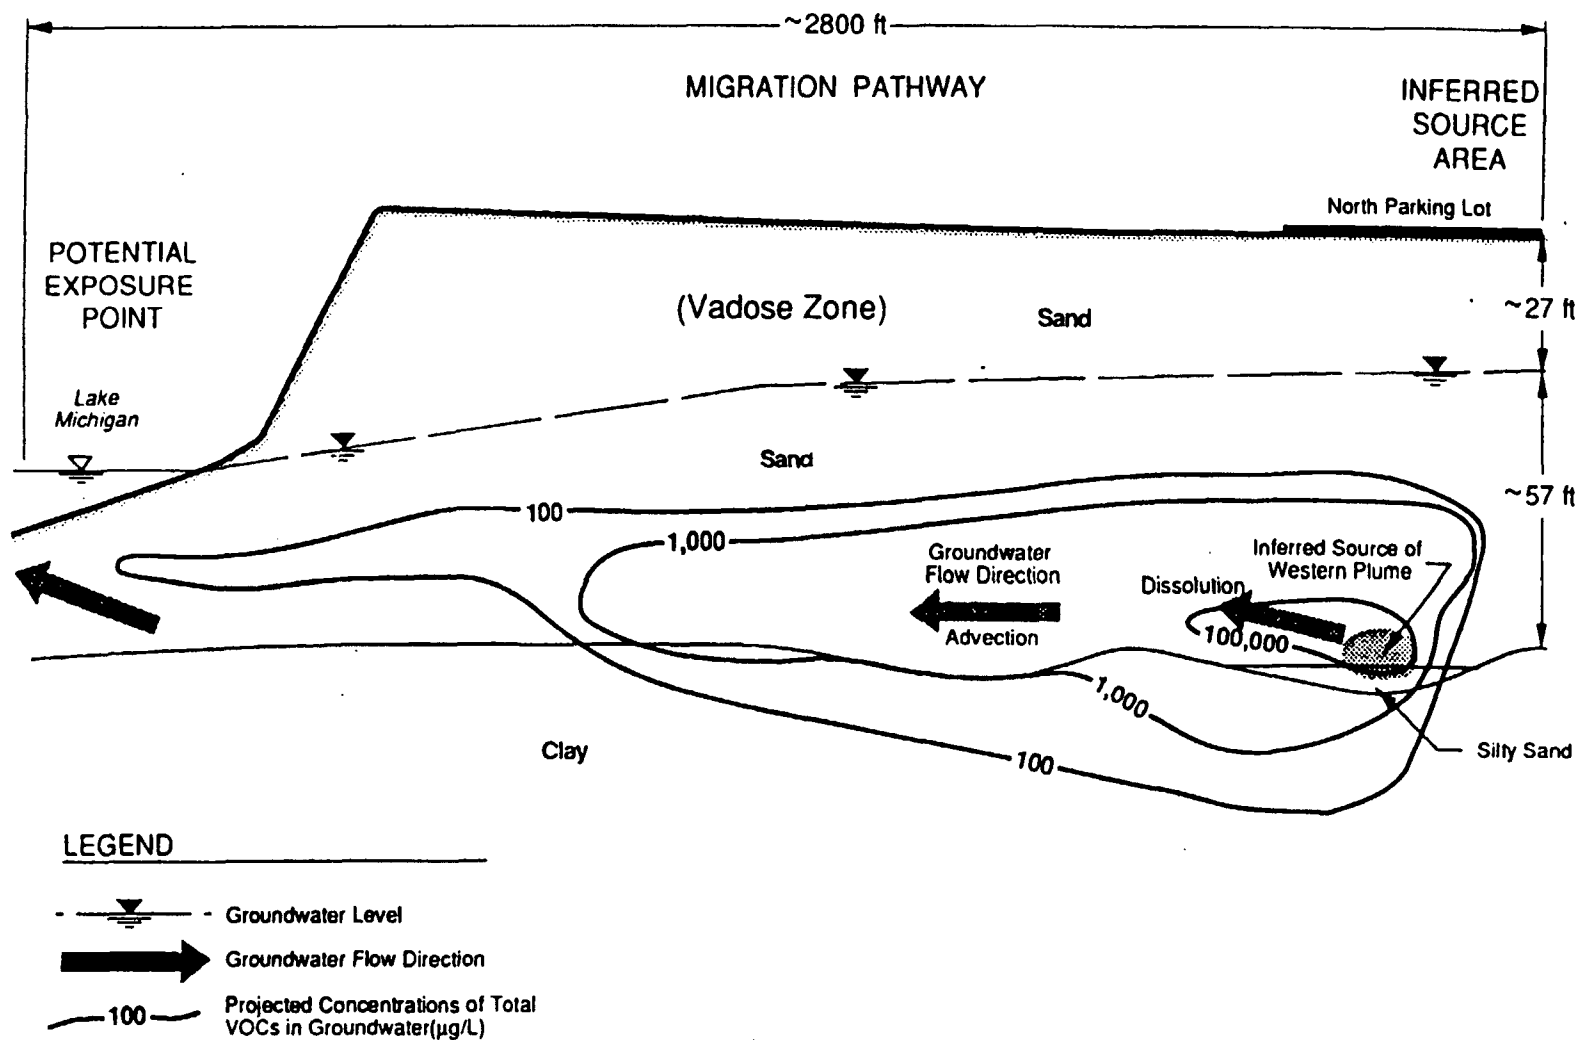 ~2800 ft
MIGRATION PATHWAY
INFERRED
SOURCE
AREA
North Parking Lot
POTENTIAL
EXPOSURE
POINT
(Vadose Zone)
Sand
~27 ft
Lake
Michigan
Sand
~57 ft
100
1,000
Groundwater
Flow Direction
Advection
Inferred Source of
Western Plume
Dissolution
100,000
1,000
100
Clay
Silty Sand
LEGEND
Groundwater Level
Groundwater Flow Direction
100
Projected Concentrations of Total
VOCs in Groundwater(µg/L)